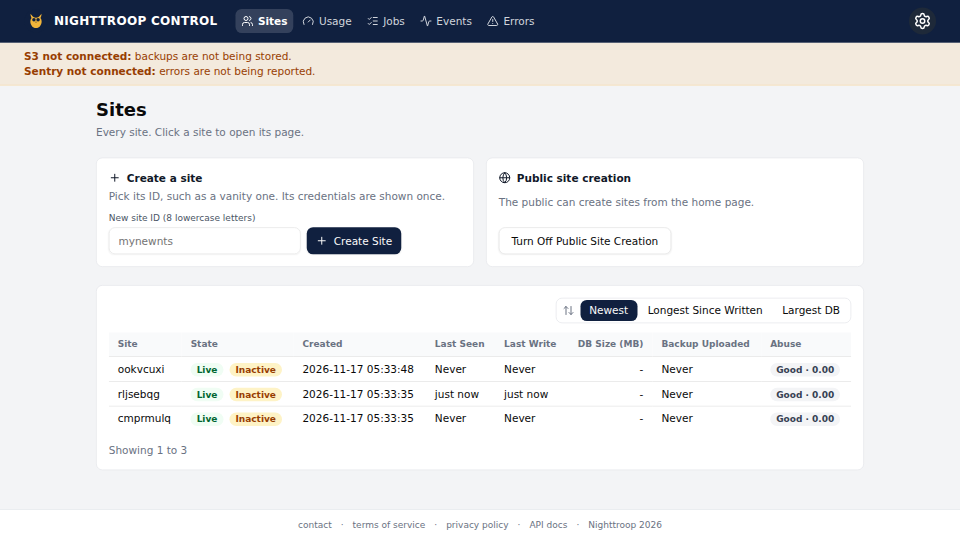 NIGHTTROOP CONTROL Sites Usage Jobs Events Errors
S3 not connected: backups are not being stored.
Sentry not connected: errors are not being reported.
Sites
Every site. Click a site to open its page.
Create a site
Pick its ID, such as a vanity one. Its credentials are shown once.
New site ID (8 lowercase letters)
mynewnts Create Site
Public site creation
The public can create sites from the home page.
Turn Off Public Site Creation
Newest Longest Since Written Largest DB
Site State Created Last Seen Last Write DB Size (MB) Backup Uploaded Abuse
ookvcuxi Live Inactive 2026-11-17 05:33:48 Never Never - Never Good · 0.00
rljsebqg Live Inactive 2026-11-17 05:33:35 just now just now - Never Good · 0.00
cmprmulq Live Inactive 2026-11-17 05:33:35 Never Never - Never Good · 0.00
Showing 1 to 3
contact · terms of service · privacy policy · API docs · Nighttroop 2026